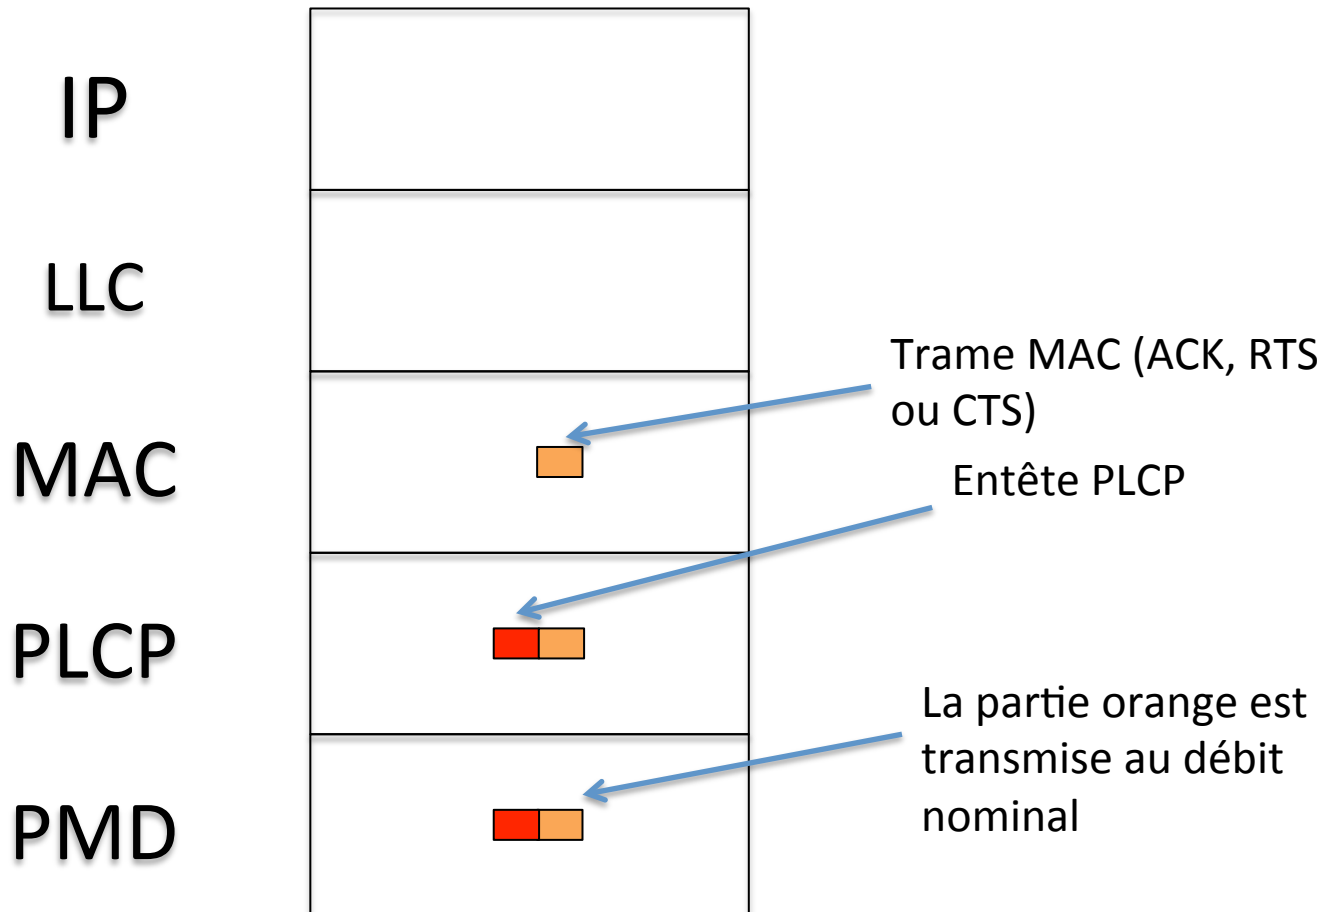 IP
LLC
Trame MAC (ACK, RTS
ou CTS)
MAC
Entête PLCP
PLCP
La partie orange est
transmise au débit
nominal
PMD